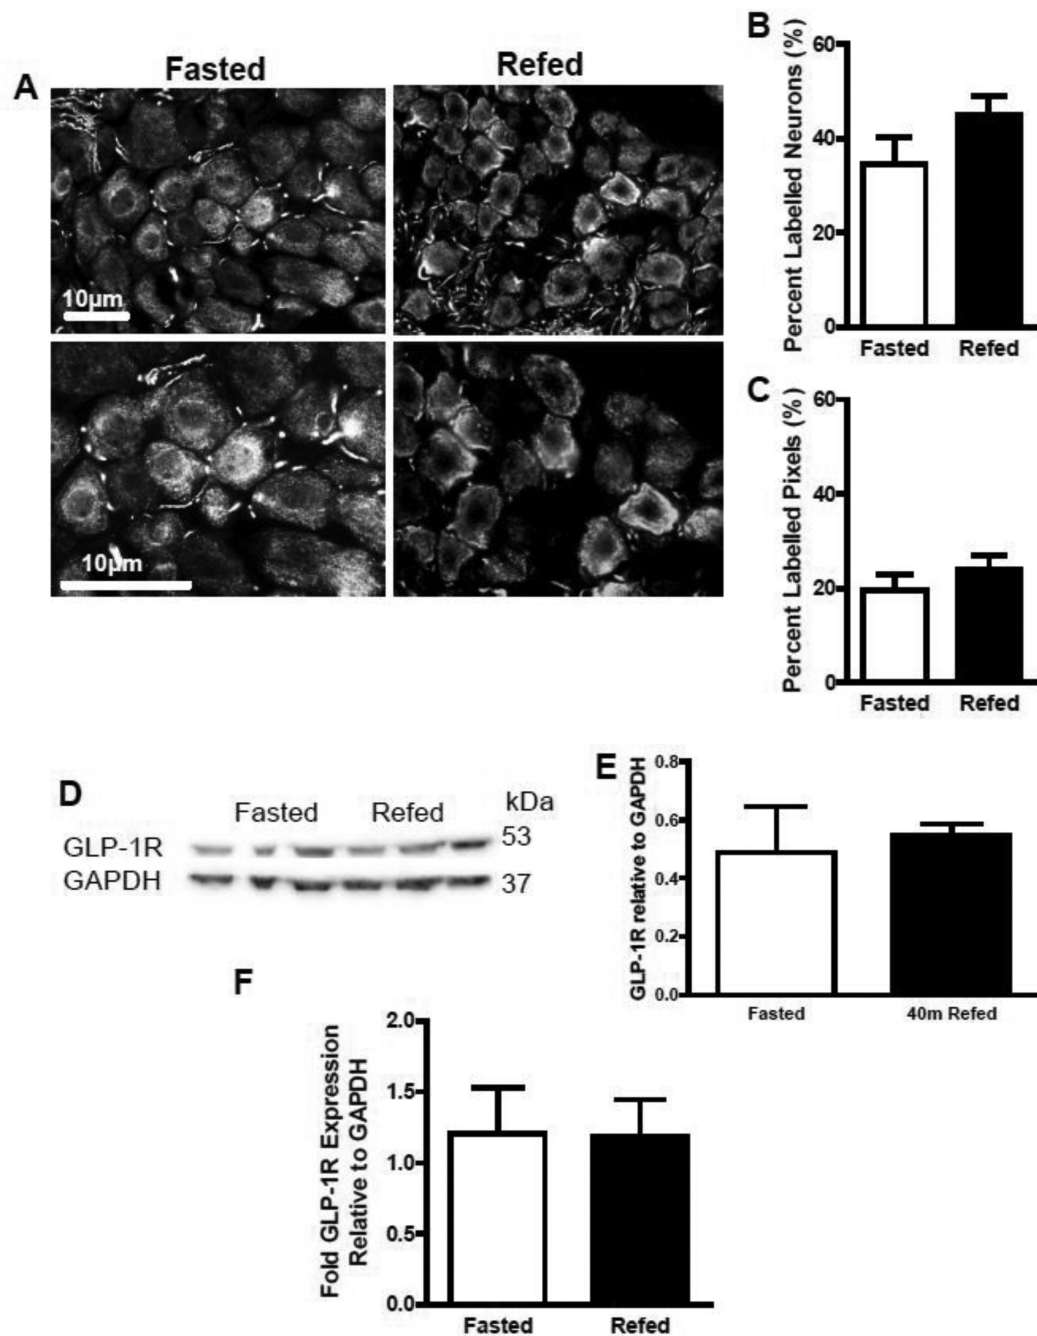 A
Fasted
Refed
10µm
10µm
B
Percent Labelled Neurons (%)
60
40
20
0
Fasted
Refed
C
Percent Labelled Pixels (%)
60
40
20
0
Fasted
Refed
D
Fasted
Refed
kDa
GLP-1R
53
GAPDH
37
E
GLP-1R relative to GAPDH
0.8
0.6
0.4
0.2
0.0
Fasted
40m Refed
F
Fold GLP-1R Expression
Relative to GAPDH
2.0
1.5
1.0
0.5
0.0
Fasted
Refed